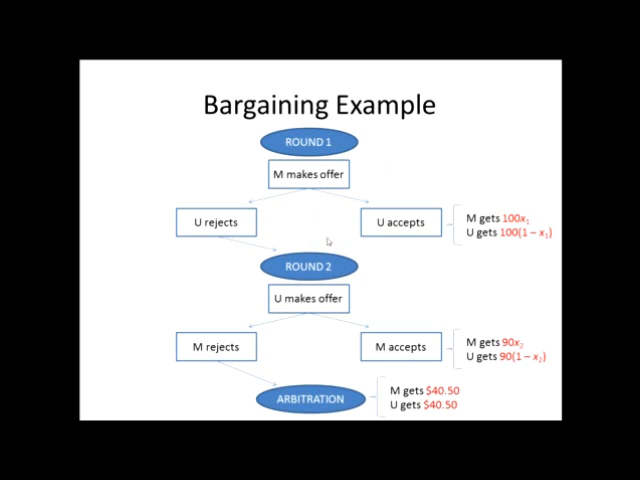 Bargaining Example
ROUND 1
M makes offer
U rejects
U accepts
M gets 100x₁
U gets 100(1 – x₁)
ROUND 2
U makes offer
M rejects
M accepts
M gets 90x₂
U gets 90(1 – x₂)
ARBITRATION
M gets $40.50
U gets $40.50